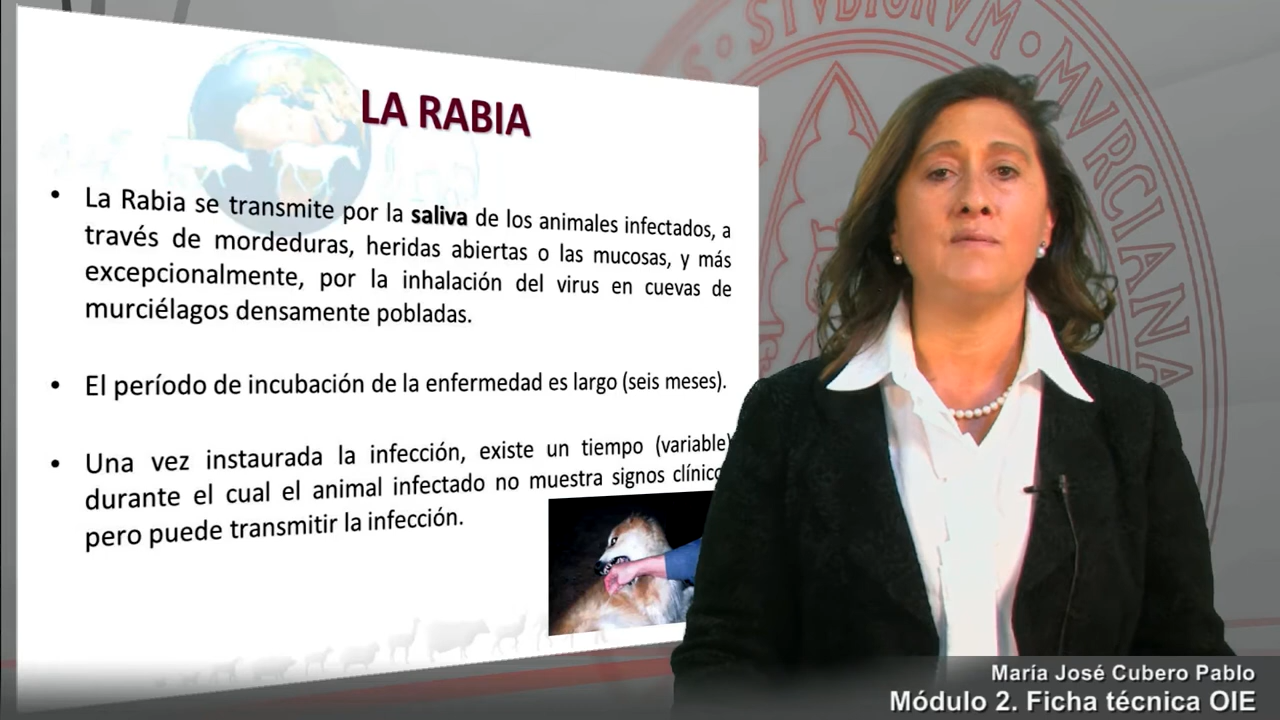 STVDIORVM
MVRCIANA
LA RABIA
• La Rabia se transmite por la saliva de los animales infectados, a
través de mordeduras, heridas abiertas o las mucosas, y más
excepcionalmente, por la inhalación del virus en cuevas de
murciélagos densamente pobladas.
• El período de incubación de la enfermedad es largo (seis meses).
• Una vez instaurada la infección, existe un tiempo (variable)
durante el cual el animal infectado no muestra signos clínico
pero puede transmitir la infección.
María José Cubero Pablo
Módulo 2. Ficha técnica OIE